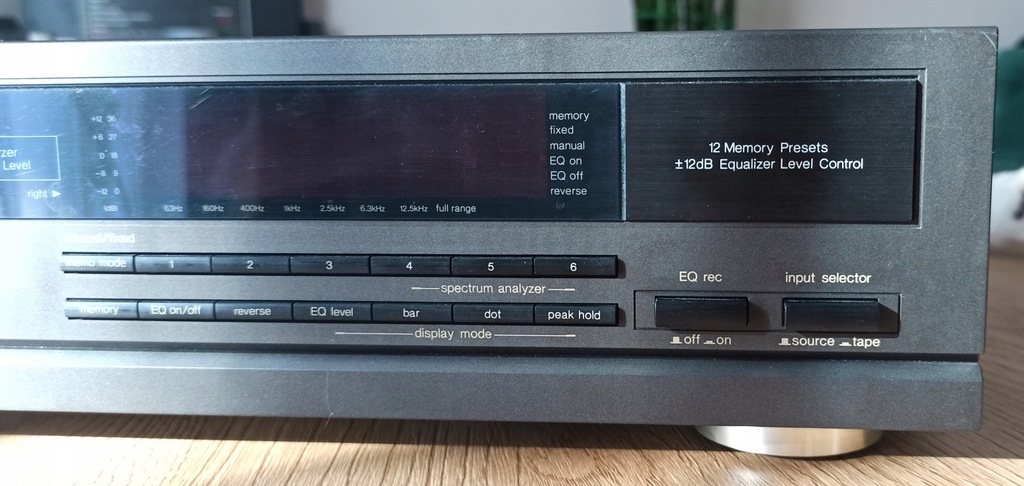 +12 36
+6 27
0 18
-6 9
-12 0
(dB)
zer
Level
right ▶
63Hz 160Hz 400Hz 1kHz 2.5kHz 6.3kHz 12.5kHz full range
memory
fixed
manual
EQ on
EQ off
reverse
12 Memory Presets
±12dB Equalizer Level Control
mode 1 2 3 4 5 6
spectrum analyzer
memory EQ on/off reverse EQ level bar dot peak hold
display mode
EQ rec
off on
input selector
source tape